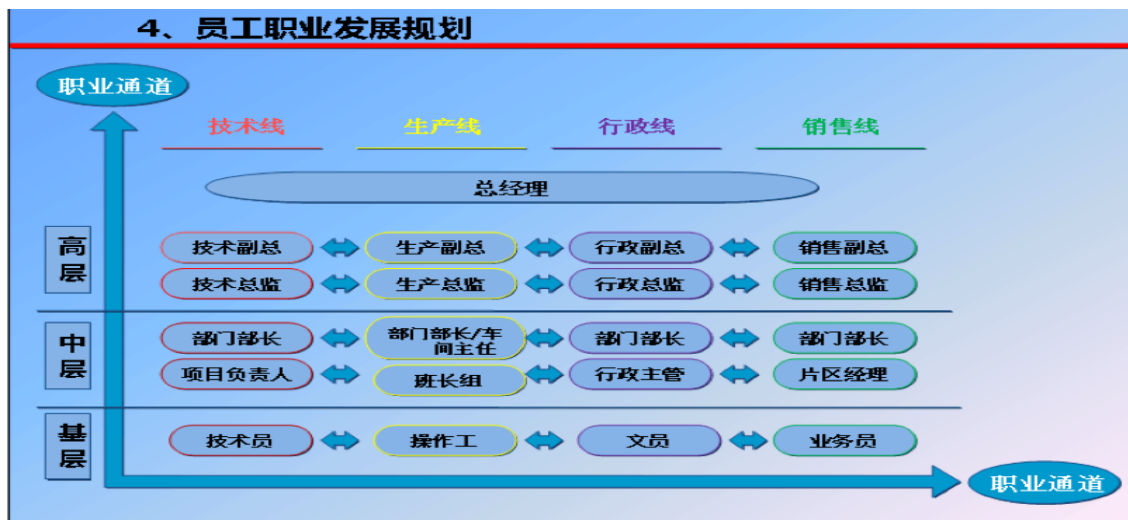 4、员工职业发展规划
职业通道
技术线 生产线 行政线 销售线
总经理
高层
技术副总 生产副总 行政副总 销售副总
技术总监 生产总监 行政总监 销售总监
中层
部门部长 部门部长/车间主任 部门部长 部门部长
项目负责人 班长组 行政主管 片区经理
基层
技术员 操作工 文员 业务员
职业通道